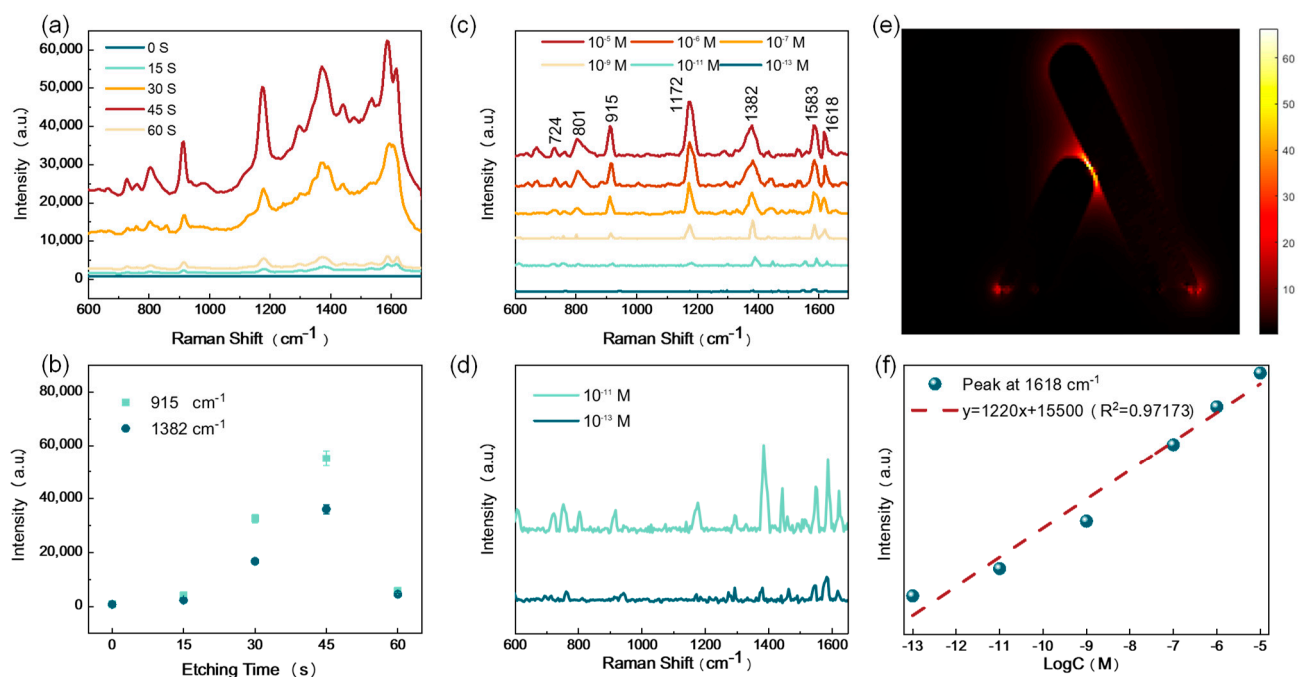 (a)
60,000
50,000
40,000
30,000
20,000
10,000
0
Intensity (a.u.)
0 S
15 S
30 S
45 S
60 S
600 800 1000 1200 1400 1600
Raman Shift (cm⁻¹)
(c)
Intensity (a.u.)
10⁻⁵ M 10⁻⁶ M 10⁻⁷ M
10⁻⁹ M 10⁻¹¹ M 10⁻¹³ M
724 801 915 1172 1382 1583 1618
600 800 1000 1200 1400 1600
Raman Shift (cm⁻¹)
(e)
60
50
40
30
20
10
(b)
80,000
60,000
40,000
20,000
0
Intensity (a.u.)
915 cm⁻¹
1382 cm⁻¹
0 15 30 45 60
Etching Time (s)
(d)
Intensity (a.u.)
10⁻¹¹ M
10⁻¹³ M
600 800 1000 1200 1400 1600
Raman Shift (cm⁻¹)
(f)
Intensity (a.u.)
Peak at 1618 cm⁻¹
y=1220x+15500 (R²=0.97173)
-13 -12 -11 -10 -9 -8 -7 -6 -5
LogC (M)